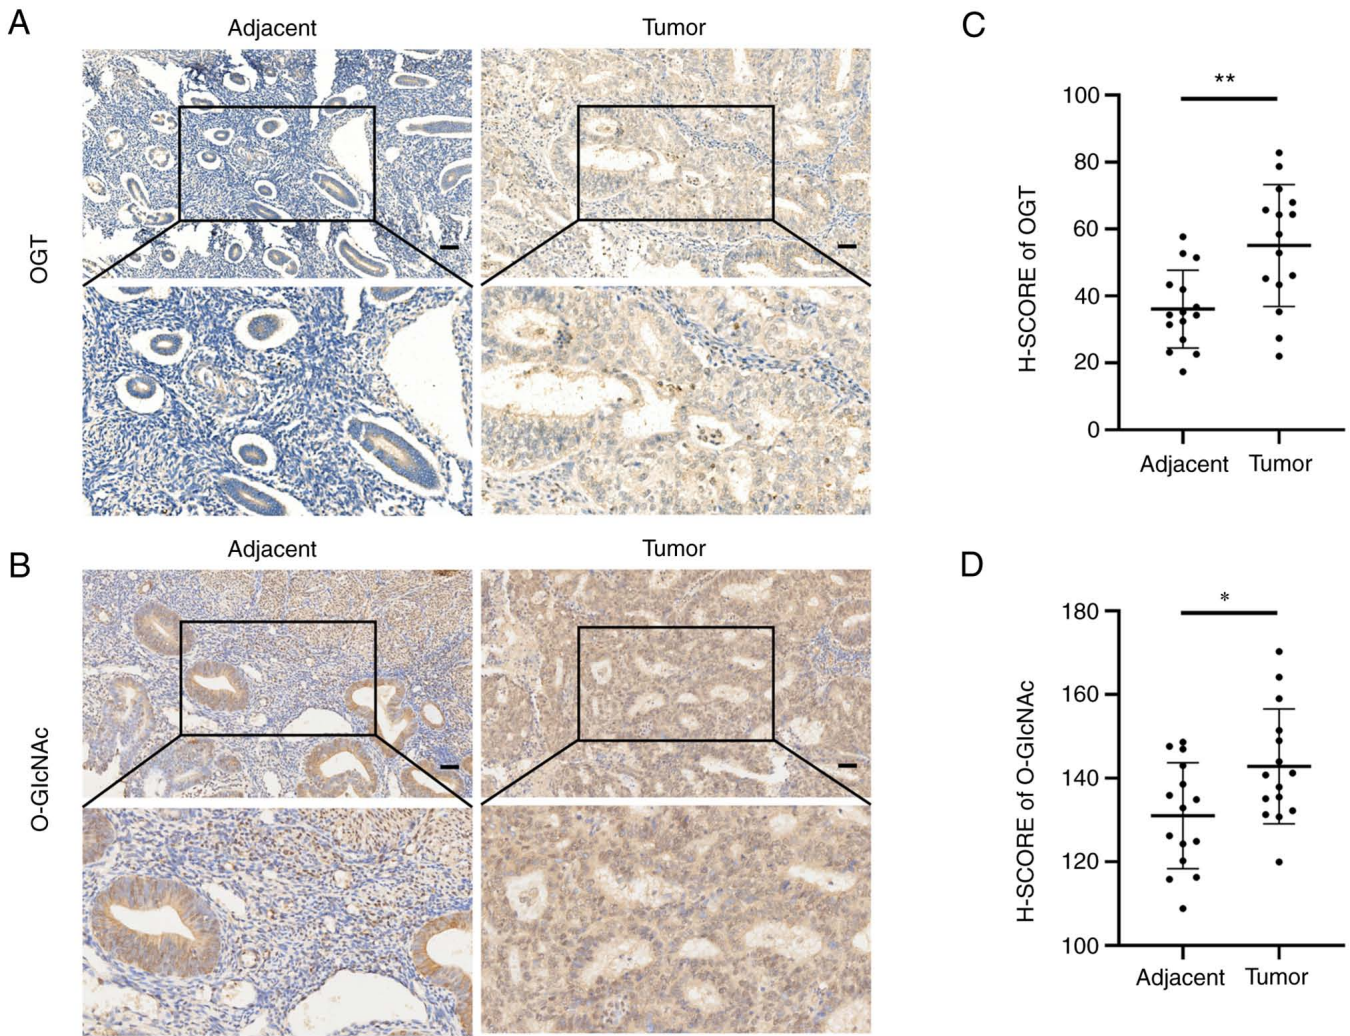 A
Adjacent
Tumor
OGT
B
Adjacent
Tumor
O-GlcNAc
C
**
H-SCORE of OGT
100
80
60
40
20
0
Adjacent
Tumor
D
*
H-SCORE of O-GlcNAc
180
160
140
120
100
Adjacent
Tumor